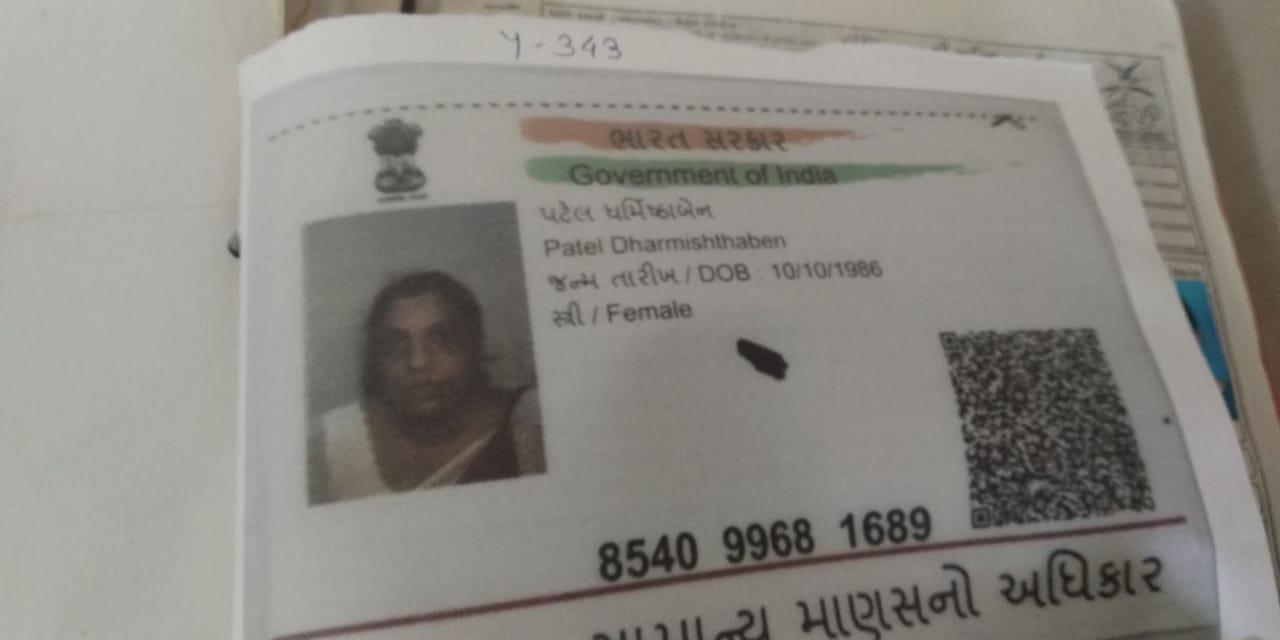 Y-343
ભારત સરકાર
Government of India
પટેલ ધર્મિષ્ઠાબેન
Patel Dharmishthaben
જન્મ તારીખ / DOB : 10/10/1986
સ્ત્રી / Female
8540 9968 1689
સામાન્ય માણસનો અધિકાર